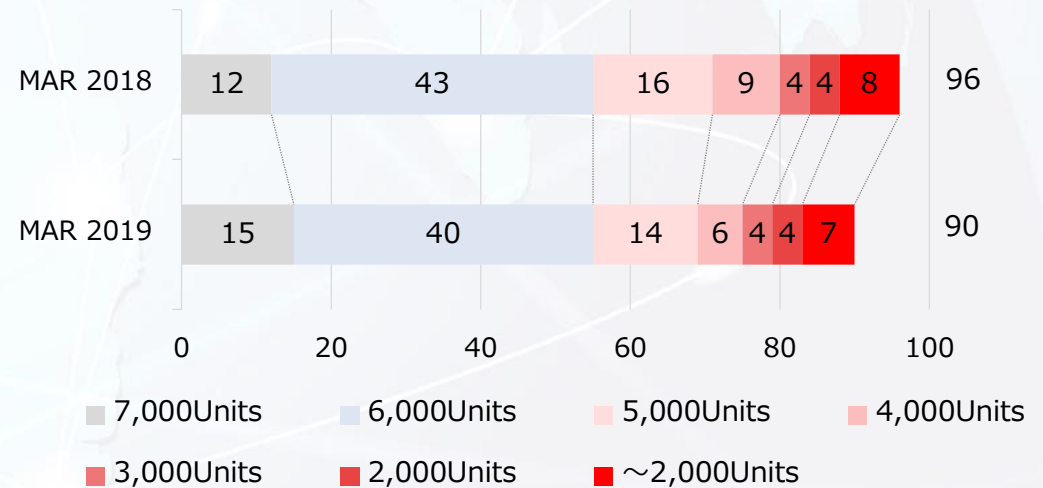 MAR 2018 12 43 16 9 4 4 8 96
MAR 2019 15 40 14 6 4 4 7 90
0 20 40 60 80 100
7,000Units 6,000Units 5,000Units 4,000Units
3,000Units 2,000Units ～2,000Units